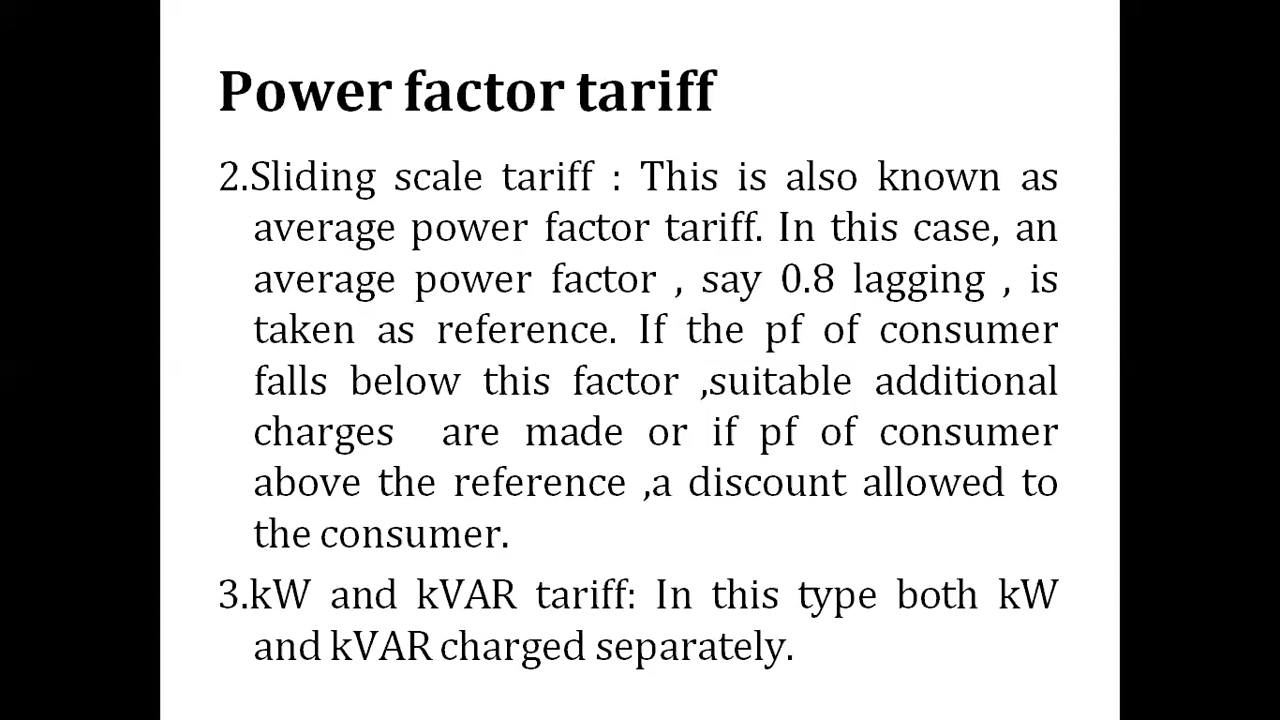 Power factor tariff
2.Sliding scale tariff : This is also known as
average power factor tariff. In this case, an
average power factor , say 0.8 lagging , is
taken as reference. If the pf of consumer
falls below this factor ,suitable additional
charges are made or if pf of consumer
above the reference ,a discount allowed to
the consumer.
3.kW and kVAR tariff: In this type both kW
and kVAR charged separately.